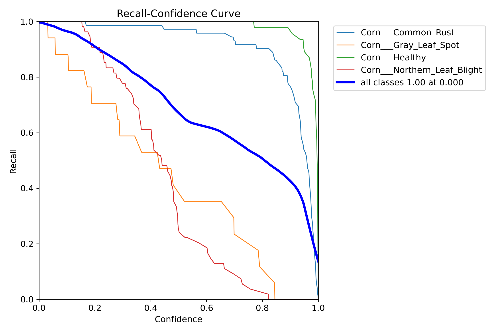 Recall-Confidence Curve
Recall
1.0
0.8
0.6
0.4
0.2
0.0
0.0 0.2 0.4 0.6 0.8 1.0
Confidence
Corn___Common_Rust
Corn___Gray_Leaf_Spot
Corn___Healthy
Corn___Northern_Leaf_Blight
all classes 1.00 at 0.000